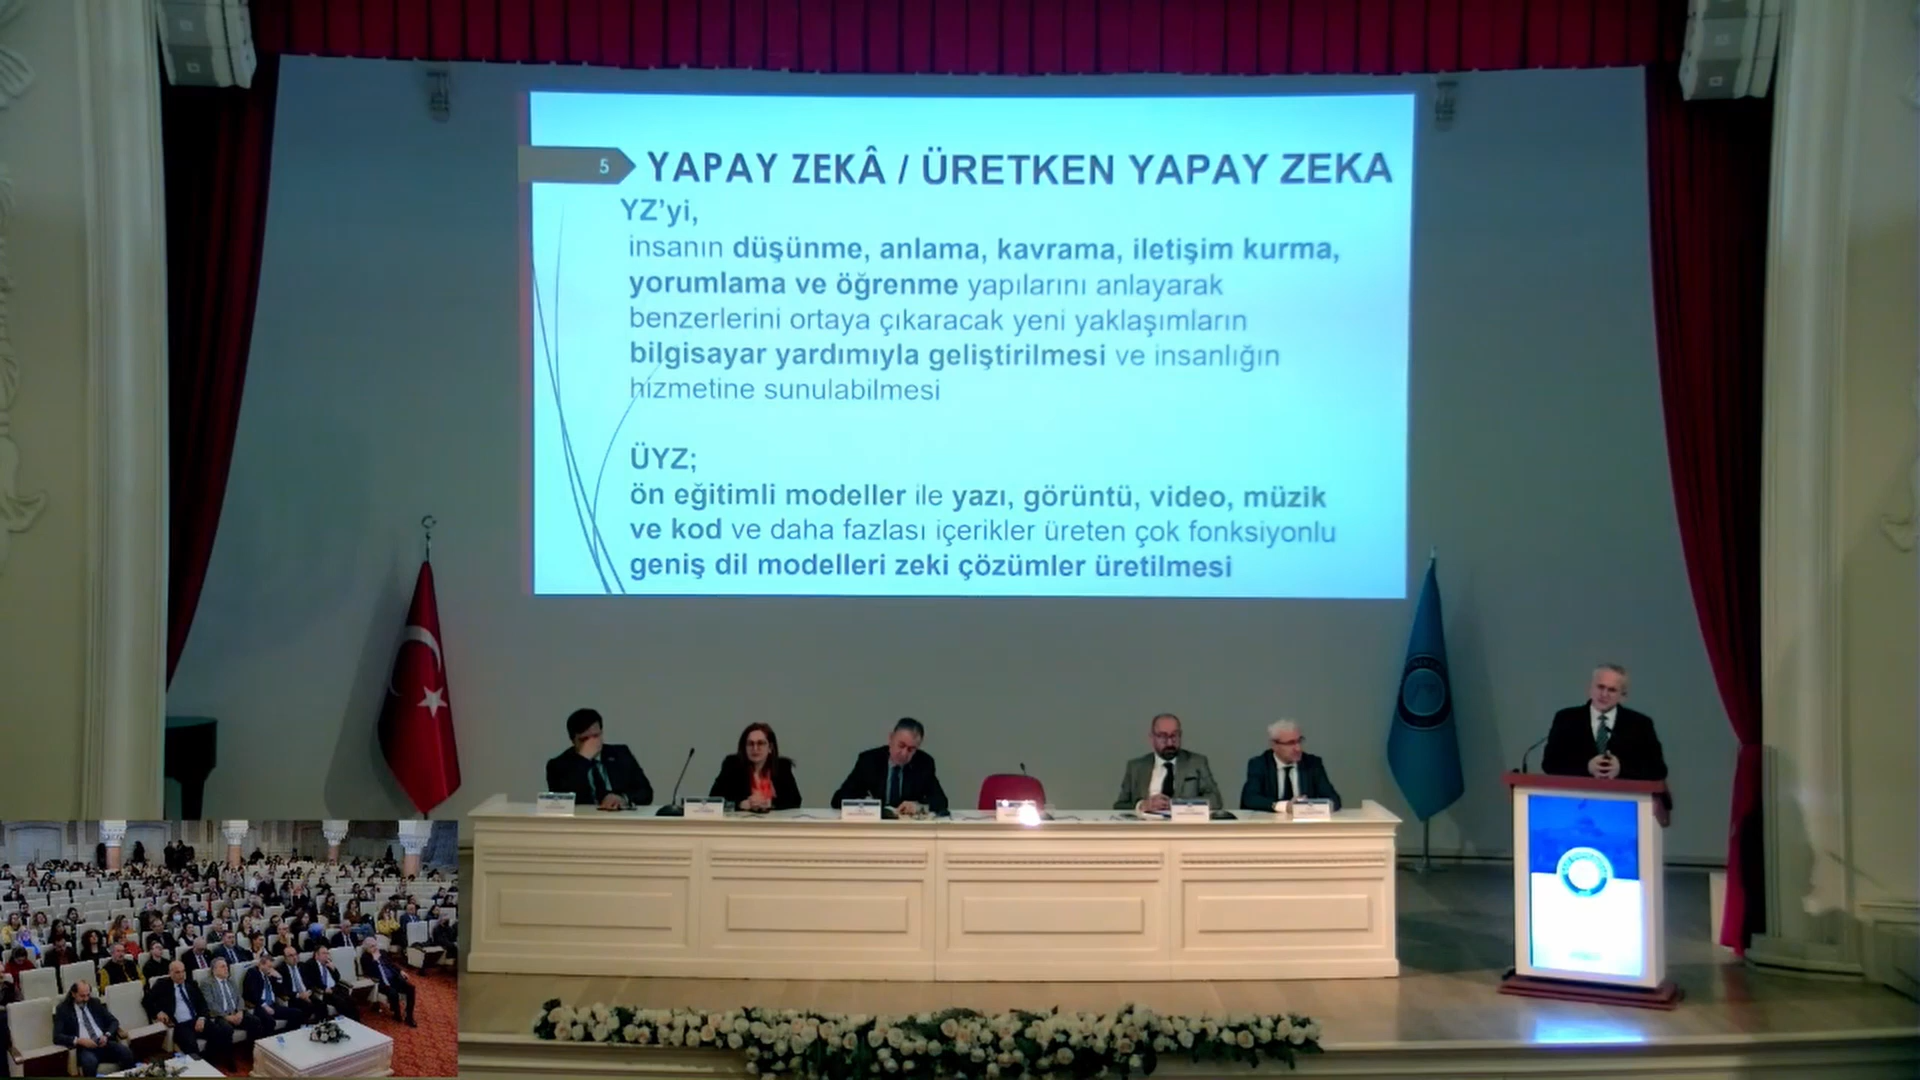 5
YAPAY ZEKÂ / ÜRETKEN YAPAY ZEKA
YZ’yi,
insanın düşünme, anlama, kavrama, iletişim kurma,
yorumlama ve öğrenme yapılarını anlayarak
benzerlerini ortaya çıkaracak yeni yaklaşımların
bilgisayar yardımıyla geliştirilmesi ve insanlığın
hizmetine sunulabilmesi
ÜYZ;
ön eğitimli modeller ile yazı, görüntü, video, müzik
ve kod ve daha fazlası içerikler üreten çok fonksiyonlu
geniş dil modelleri zeki çözümler üretilmesi